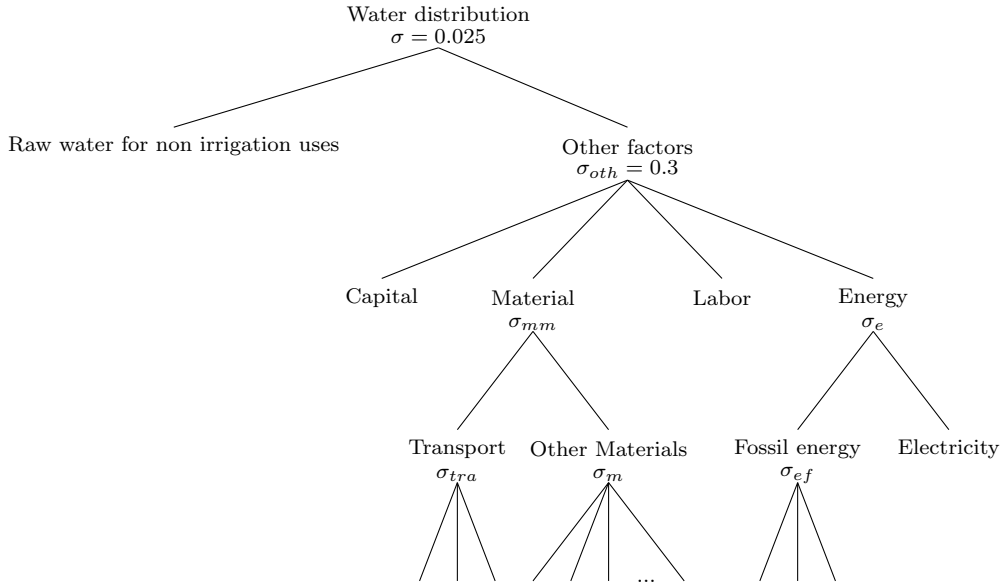 Water distribution
σ = 0.025
Raw water for non irrigation uses
Other factors
σ_oth = 0.3
Capital
Material
Labor
Energy
σ_mm
σ_e
Transport
Other Materials
Fossil energy
Electricity
σ_tra
σ_m
σ_ef
...